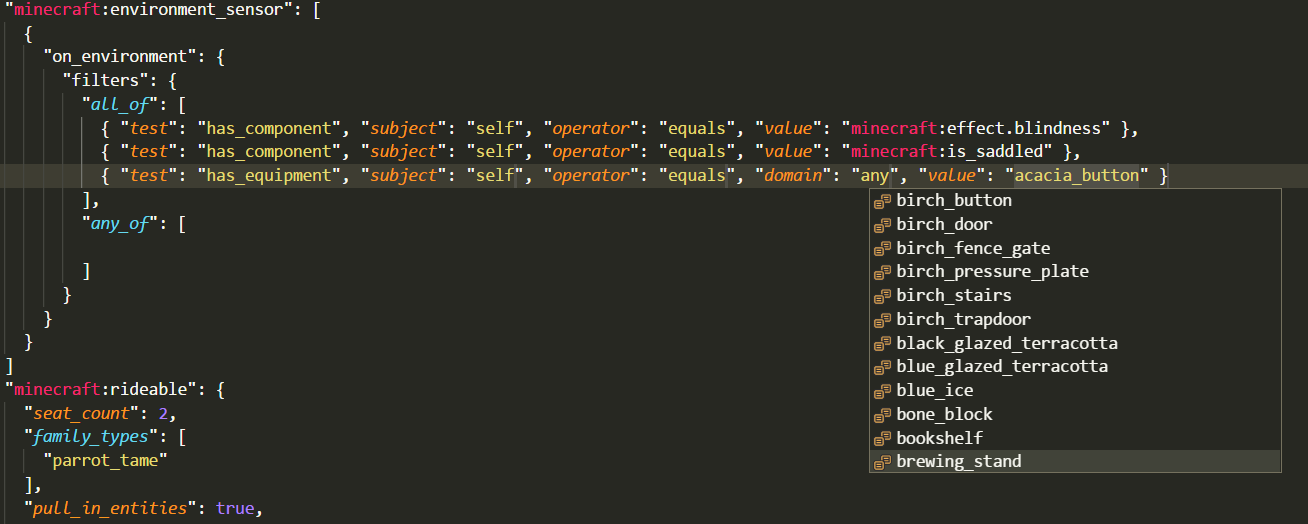 "minecraft:environment_sensor": [
{
"on_environment": {
"filters": {
"all_of": [
{ "test": "has_component", "subject": "self", "operator": "equals", "value": "minecraft:effect.blindness" },
{ "test": "has_component", "subject": "self", "operator": "equals", "value": "minecraft:is_saddled" },
{ "test": "has_equipment", "subject": "self", "operator": "equals", "domain": "any", "value": "acacia_button" }
],
"any_of": [
]
}
}
}
]
"minecraft:rideable": {
"seat_count": 2,
"family_types": [
"parrot_tame"
],
"pull_in_entities": true,
birch_button
birch_door
birch_fence_gate
birch_pressure_plate
birch_stairs
birch_trapdoor
black_glazed_terracotta
blue_glazed_terracotta
blue_ice
bone_block
bookshelf
brewing_stand